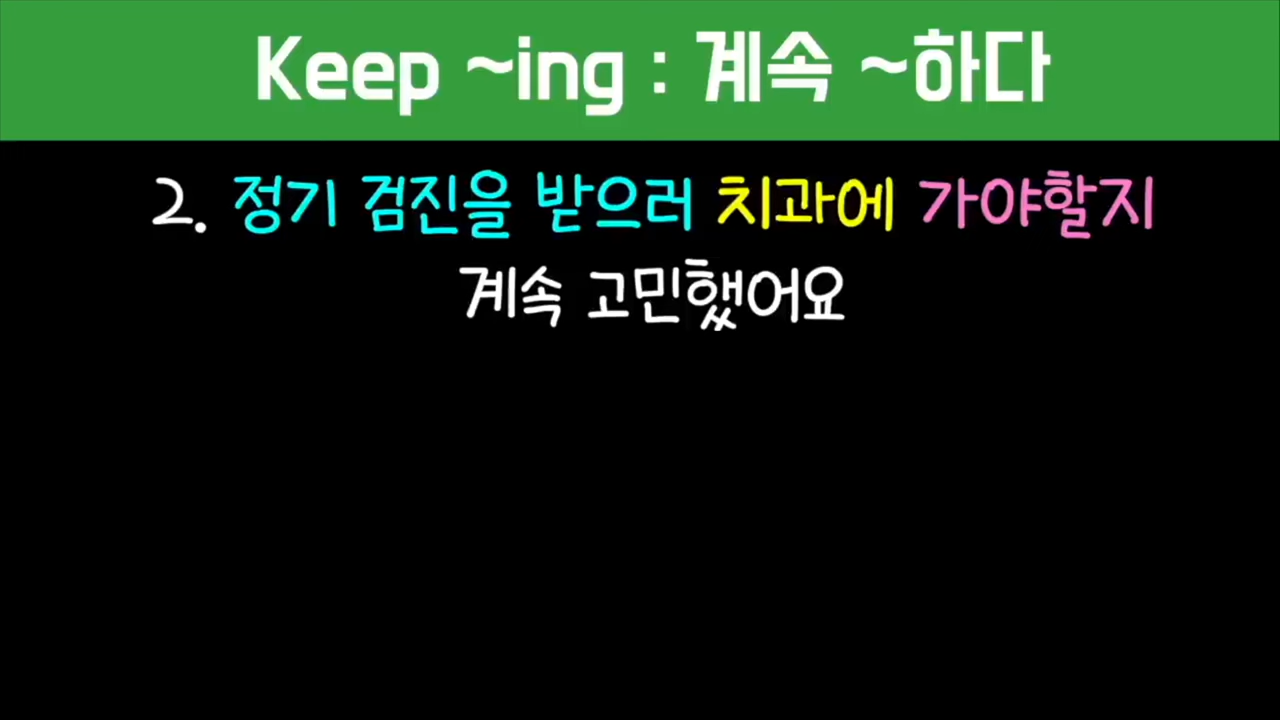 Keep ~ing : 계속 ~하다
2. 정기 검진을 받으러 치과에 가야할지
계속 고민했어요